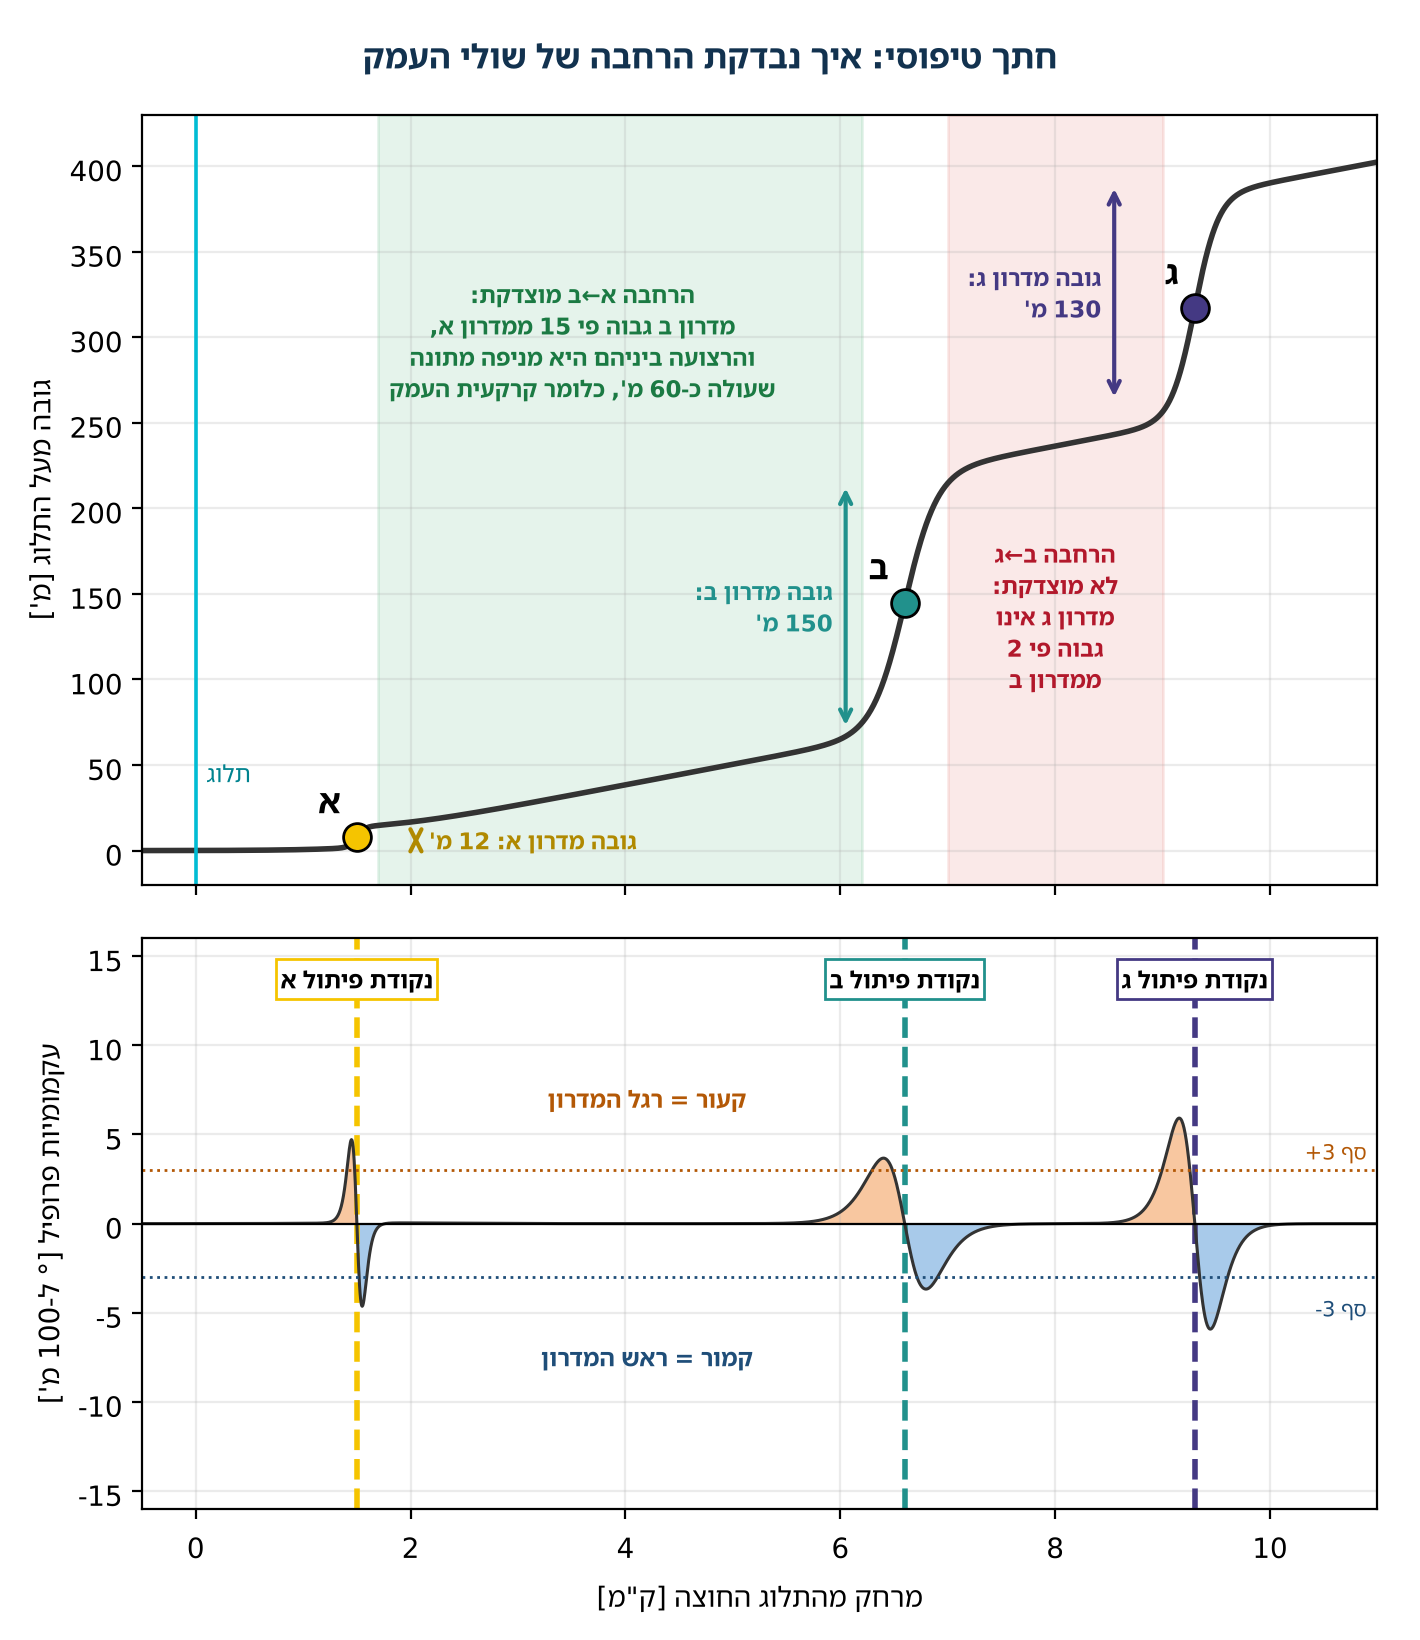 חתך טיפוסי: איך נבדקת הרחבה של שולי העמק
גובה מעל התלוג [מ']
400
350
300
250
200
150
100
50
0
הרחבה א←ב מוצדקת:
מדרון ב גבוה פי 15 ממדרון א,
והרצועה ביניהם היא מניפה מתונה
שעולה כ-60 מ', כלומר קרקעית העמק
גובה מדרון ג:
130 מ'
ג
גובה מדרון ב:
150 מ'
ב
הרחבה ב←ג
לא מוצדקת:
מדרון ג אינו
גבוה פי 2
ממדרון ב
תלוג
א
גובה מדרון א: 12 מ'
עקמומיות פרופיל [° ל-100 מ']
15
10
5
0
-5
-10
-15
נקודת פיתול א
נקודת פיתול ב
נקודת פיתול ג
קעור = רגל המדרון
סף +3
סף -3
קמור = ראש המדרון
0
2
4
6
8
10
מרחק מהתלוג החוצה [ק"מ]